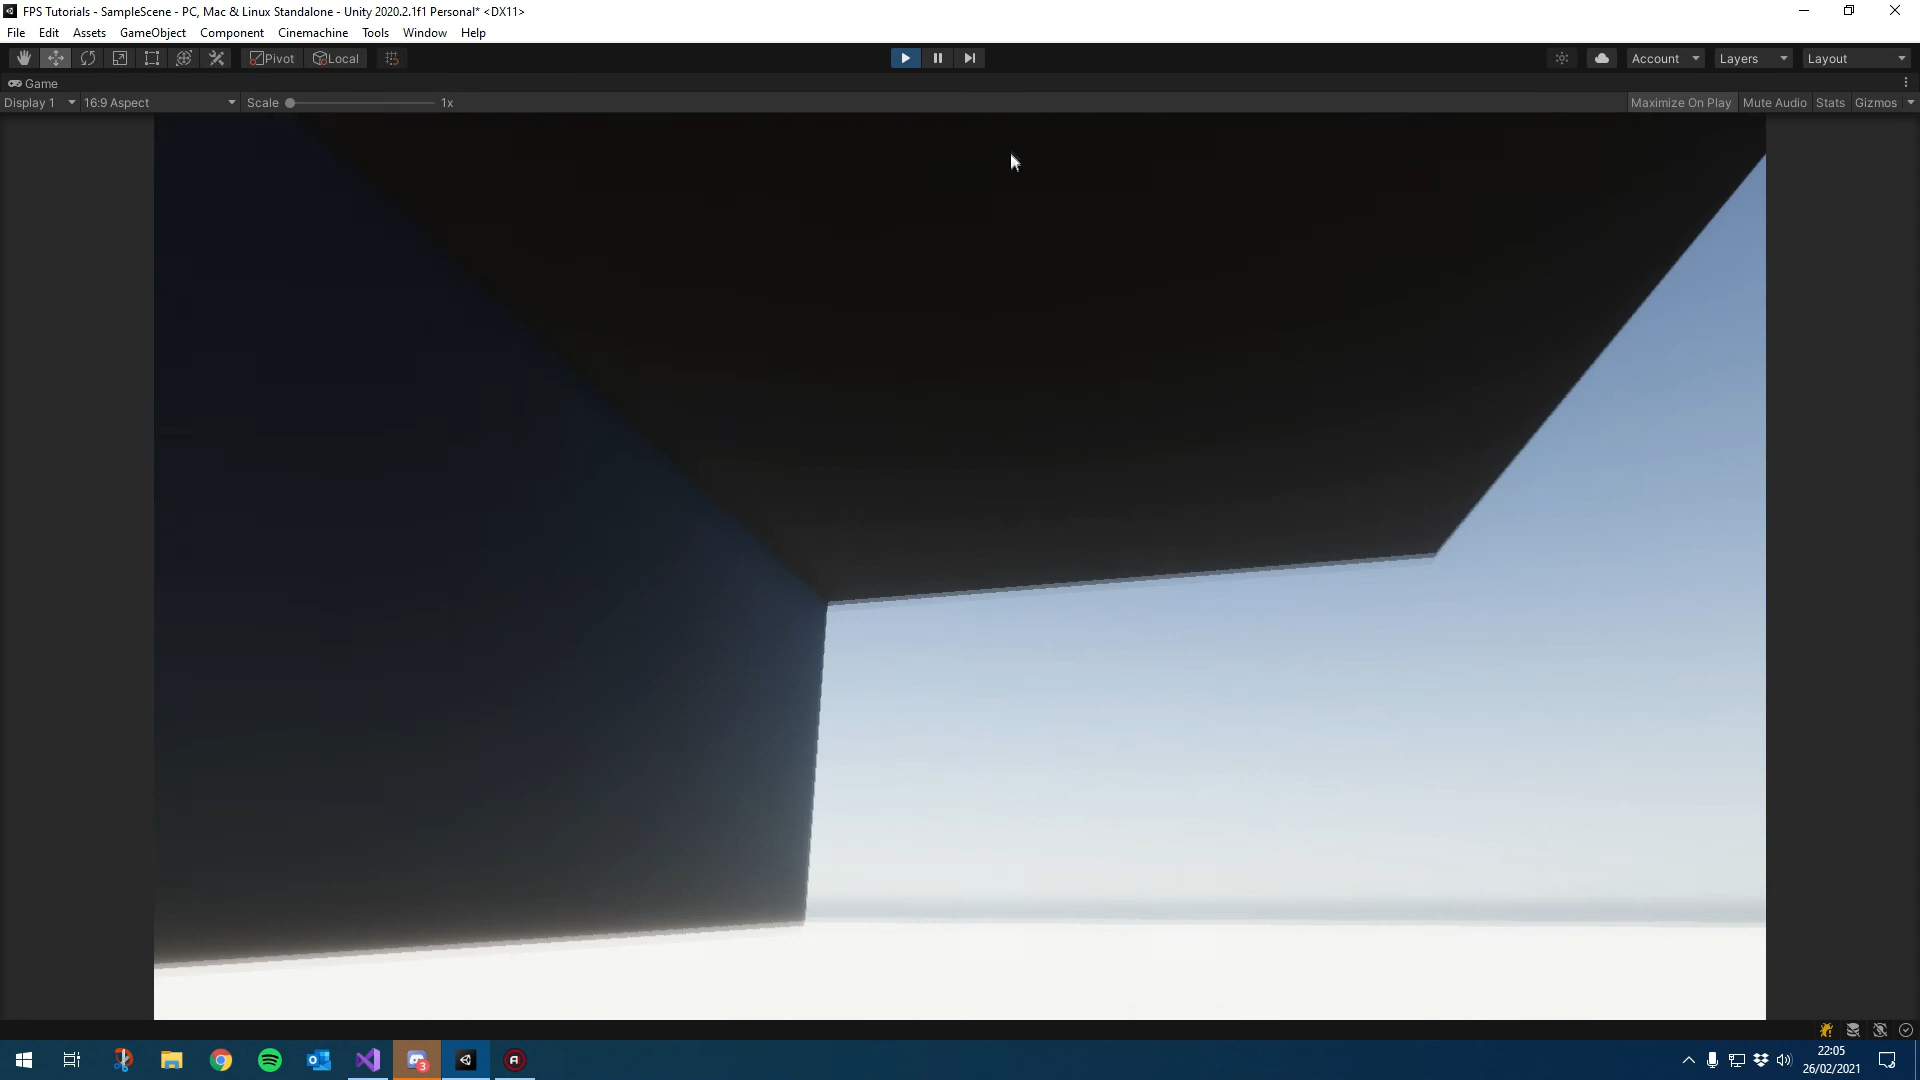 FPS Tutorials - SampleScene - PC, Mac & Linux Standalone - Unity 2020.2.1f1 Personal* <DX11>
File Edit Assets GameObject Component Cinemachine Tools Window Help
Pivot Local Account Layers Layout
Game
Display 1 16:9 Aspect Scale 1x Maximize On Play Mute Audio Stats Gizmos
3
22:05
26/02/2021